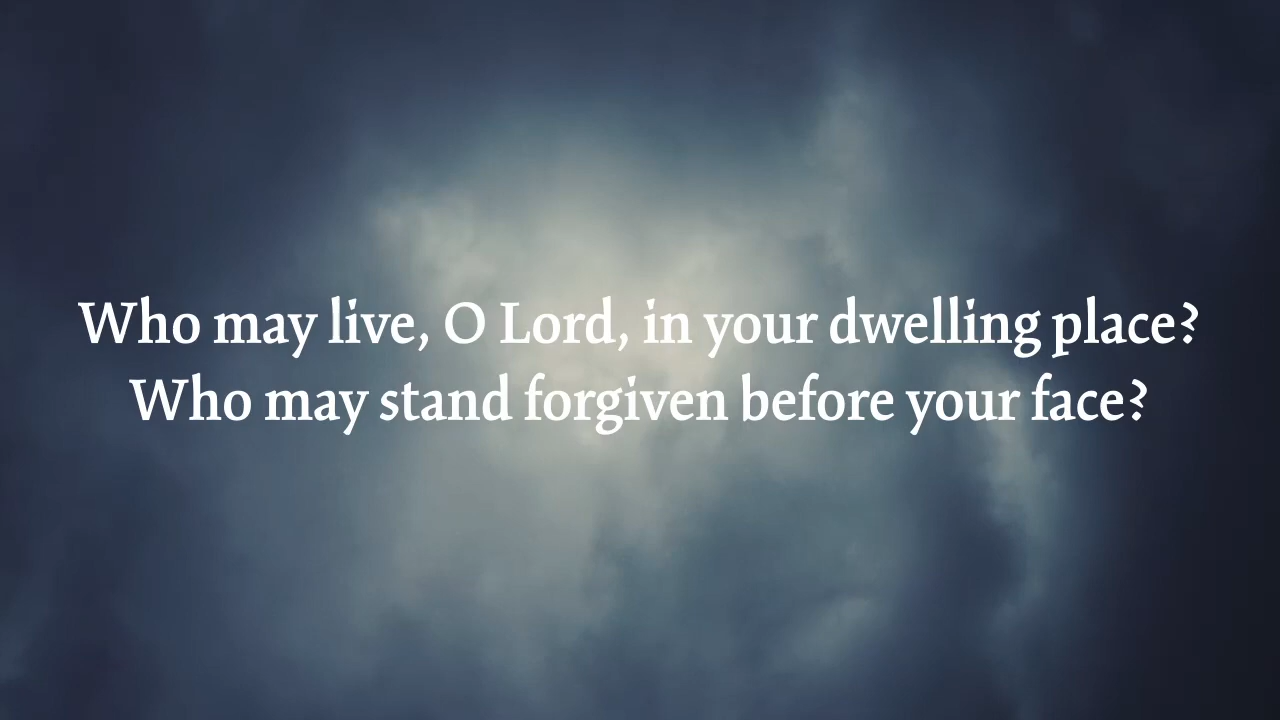 Who may live, O Lord, in your dwelling place?
Who may stand forgiven before your face?